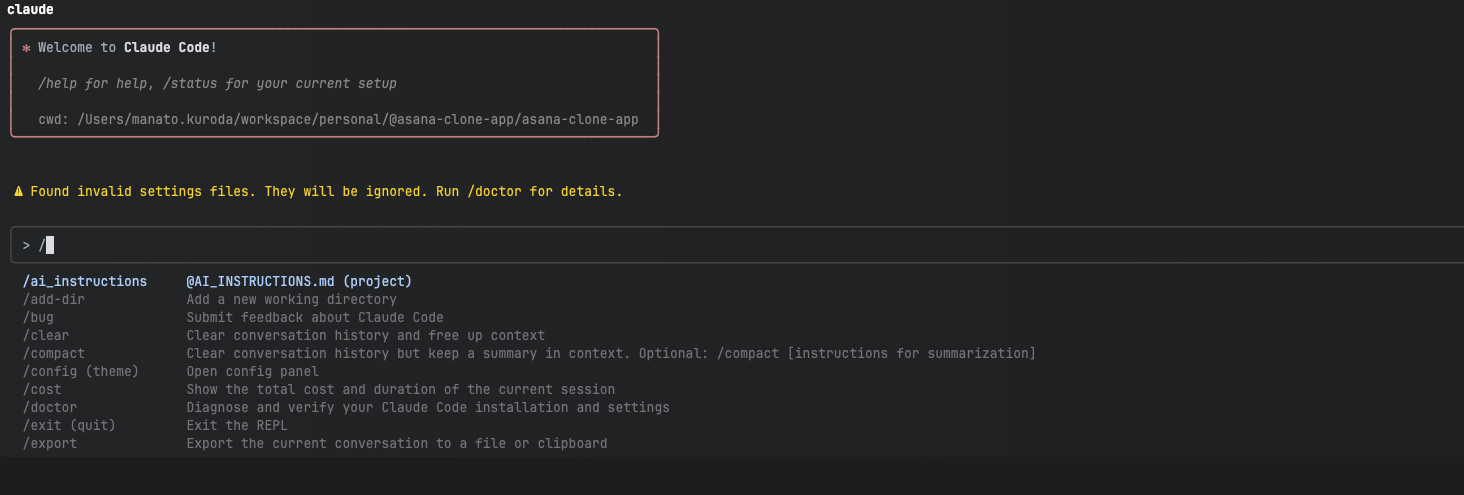 claude
✻ Welcome to Claude Code!
/help for help, /status for your current setup
cwd: /Users/manato.kuroda/workspace/personal/@asana-clone-app/asana-clone-app
⚠ Found invalid settings files. They will be ignored. Run /doctor for details.
> /
/ai_instructions @AI_INSTRUCTIONS.md (project)
/add-dir Add a new working directory
/bug Submit feedback about Claude Code
/clear Clear conversation history and free up context
/compact Clear conversation history but keep a summary in context. Optional: /compact [instructions for summarization]
/config (theme) Open config panel
/cost Show the total cost and duration of the current session
/doctor Diagnose and verify your Claude Code installation and settings
/exit (quit) Exit the REPL
/export Export the current conversation to a file or clipboard